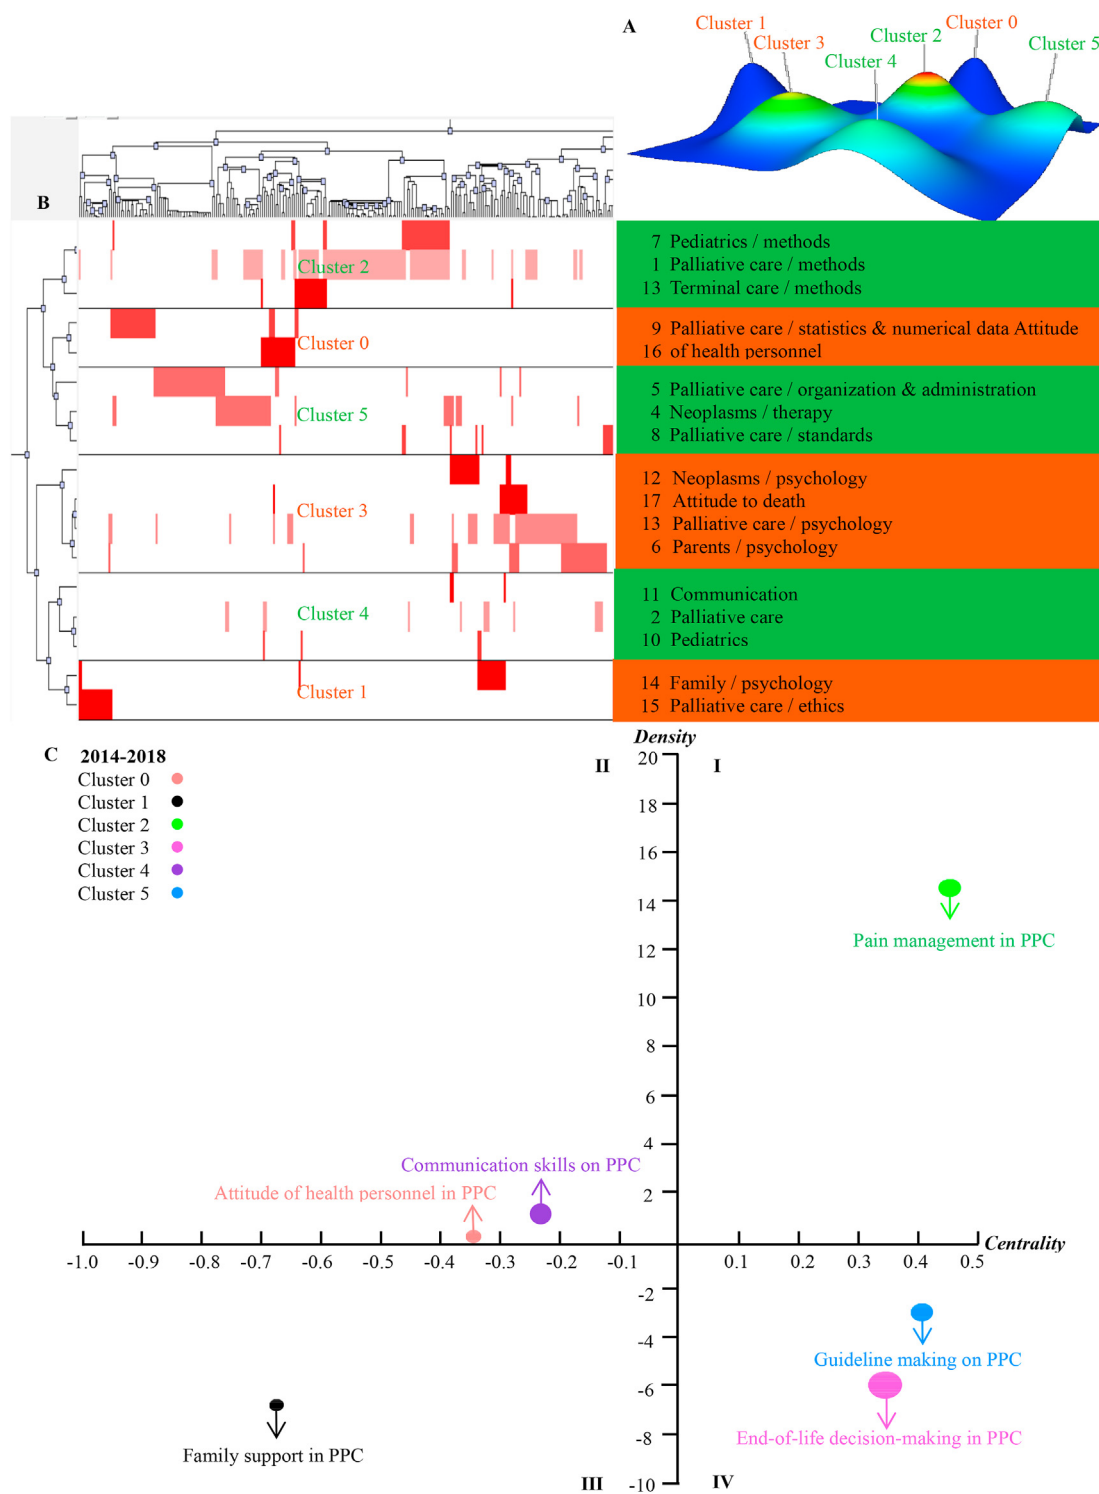 A
Cluster 1
Cluster 0
Cluster 3
Cluster 2
Cluster 5
Cluster 4
B
Cluster 2
7 Pediatrics / methods
1 Palliative care / methods
13 Terminal care / methods
Cluster 0
9 Palliative care / statistics & numerical data Attitude
16 of health personnel
Cluster 5
5 Palliative care / organization & administration
4 Neoplasms / therapy
8 Palliative care / standards
Cluster 3
12 Neoplasms / psychology
17 Attitude to death
13 Palliative care / psychology
6 Parents / psychology
Cluster 4
11 Communication
2 Palliative care
10 Pediatrics
Cluster 1
14 Family / psychology
15 Palliative care / ethics
C 2014-2018
Cluster 0
Cluster 1
Cluster 2
Cluster 3
Cluster 4
Cluster 5
Density
II
I
20
18
16
14
12
10
8
6
4
2
Pain management in PPC
Communication skills on PPC
Attitude of health personnel in PPC
Centrality
-1.0 -0.9 -0.8 -0.7 -0.6 -0.5 -0.4 -0.3 -0.2 -0.1 0.1 0.2 0.3 0.4 0.5
-2
-4
-6
-8
-10
Guideline making on PPC
End-of-life decision-making in PPC
Family support in PPC
III
IV